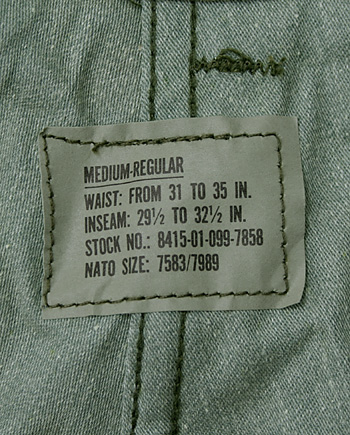 MEDIUM-REGULAR
WAIST: FROM 31 TO 35 IN.
INSEAM: 29½ TO 32½ IN.
STOCK NO.: 8415-01-099-7858
NATO SIZE: 7583/7989